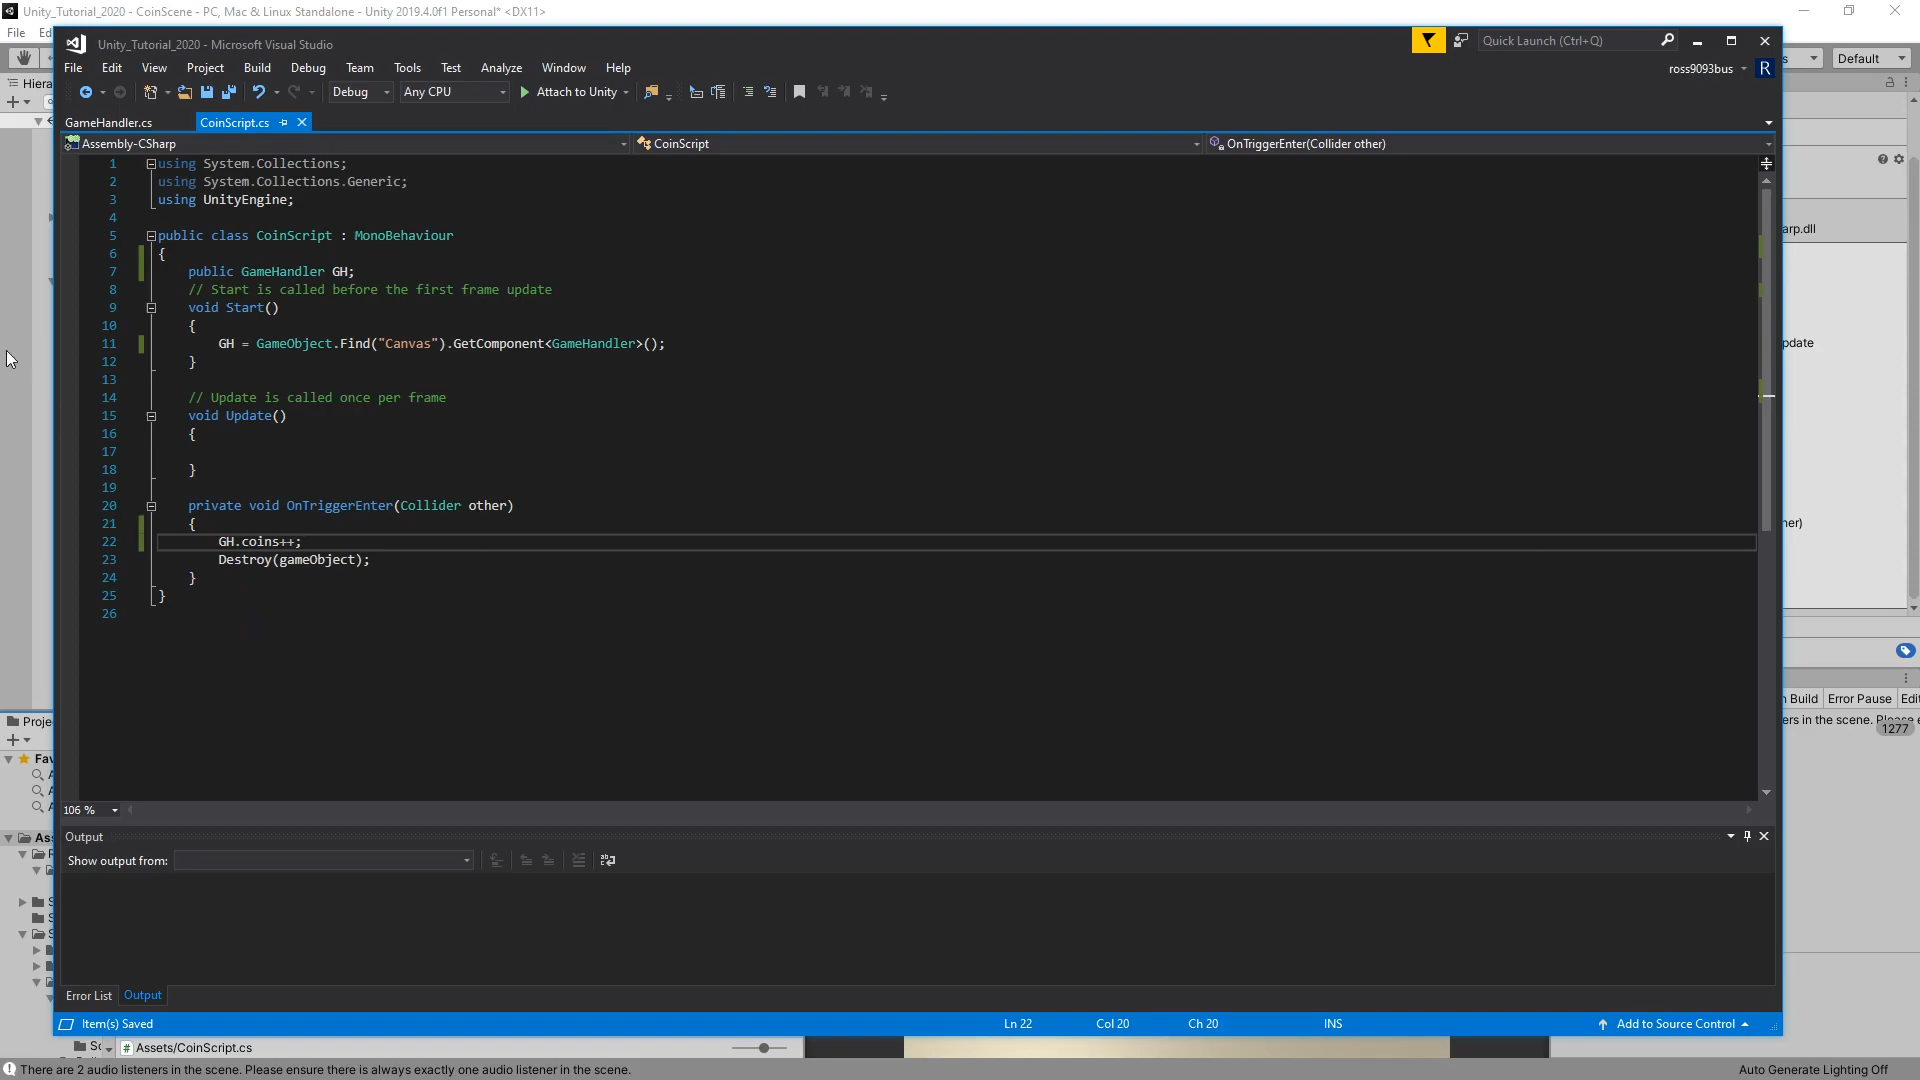 Unity_Tutorial_2020 - CoinScene - PC, Mac & Linux Standalone - Unity 2019.4.0f1 Personal* <DX11>
File
Default
Hiera
Unity_Tutorial_2020 - Microsoft Visual Studio
Quick Launch (Ctrl+Q)
File Edit View Project Build Debug Team Tools Test Analyze Window Help
ross9093bus R
Debug Any CPU Attach to Unity
GameHandler.cs CoinScript.cs
Assembly-CSharp CoinScript OnTriggerEnter(Collider other)
1 using System.Collections;
2 using System.Collections.Generic;
3 using UnityEngine;
4
5 public class CoinScript : MonoBehaviour
6 {
7 public GameHandler GH;
8 // Start is called before the first frame update
9 void Start()
10 {
11 GH = GameObject.Find("Canvas").GetComponent<GameHandler>();
12 }
13
14 // Update is called once per frame
15 void Update()
16 {
17
18 }
19
20 private void OnTriggerEnter(Collider other)
21 {
22 GH.coins++;
23 Destroy(gameObject);
24 }
25 }
26
arp.dll
pdate
her)
n Build Error Pause Edit
ers in the scene. Please e
1277
Proje
Fav
Ass
106 %
Output
Show output from:
Error List Output
Item(s) Saved Ln 22 Col 20 Ch 20 INS Add to Source Control
Sc Assets/CoinScript.cs
There are 2 audio listeners in the scene. Please ensure there is always exactly one audio listener in the scene.
Auto Generate Lighting Off